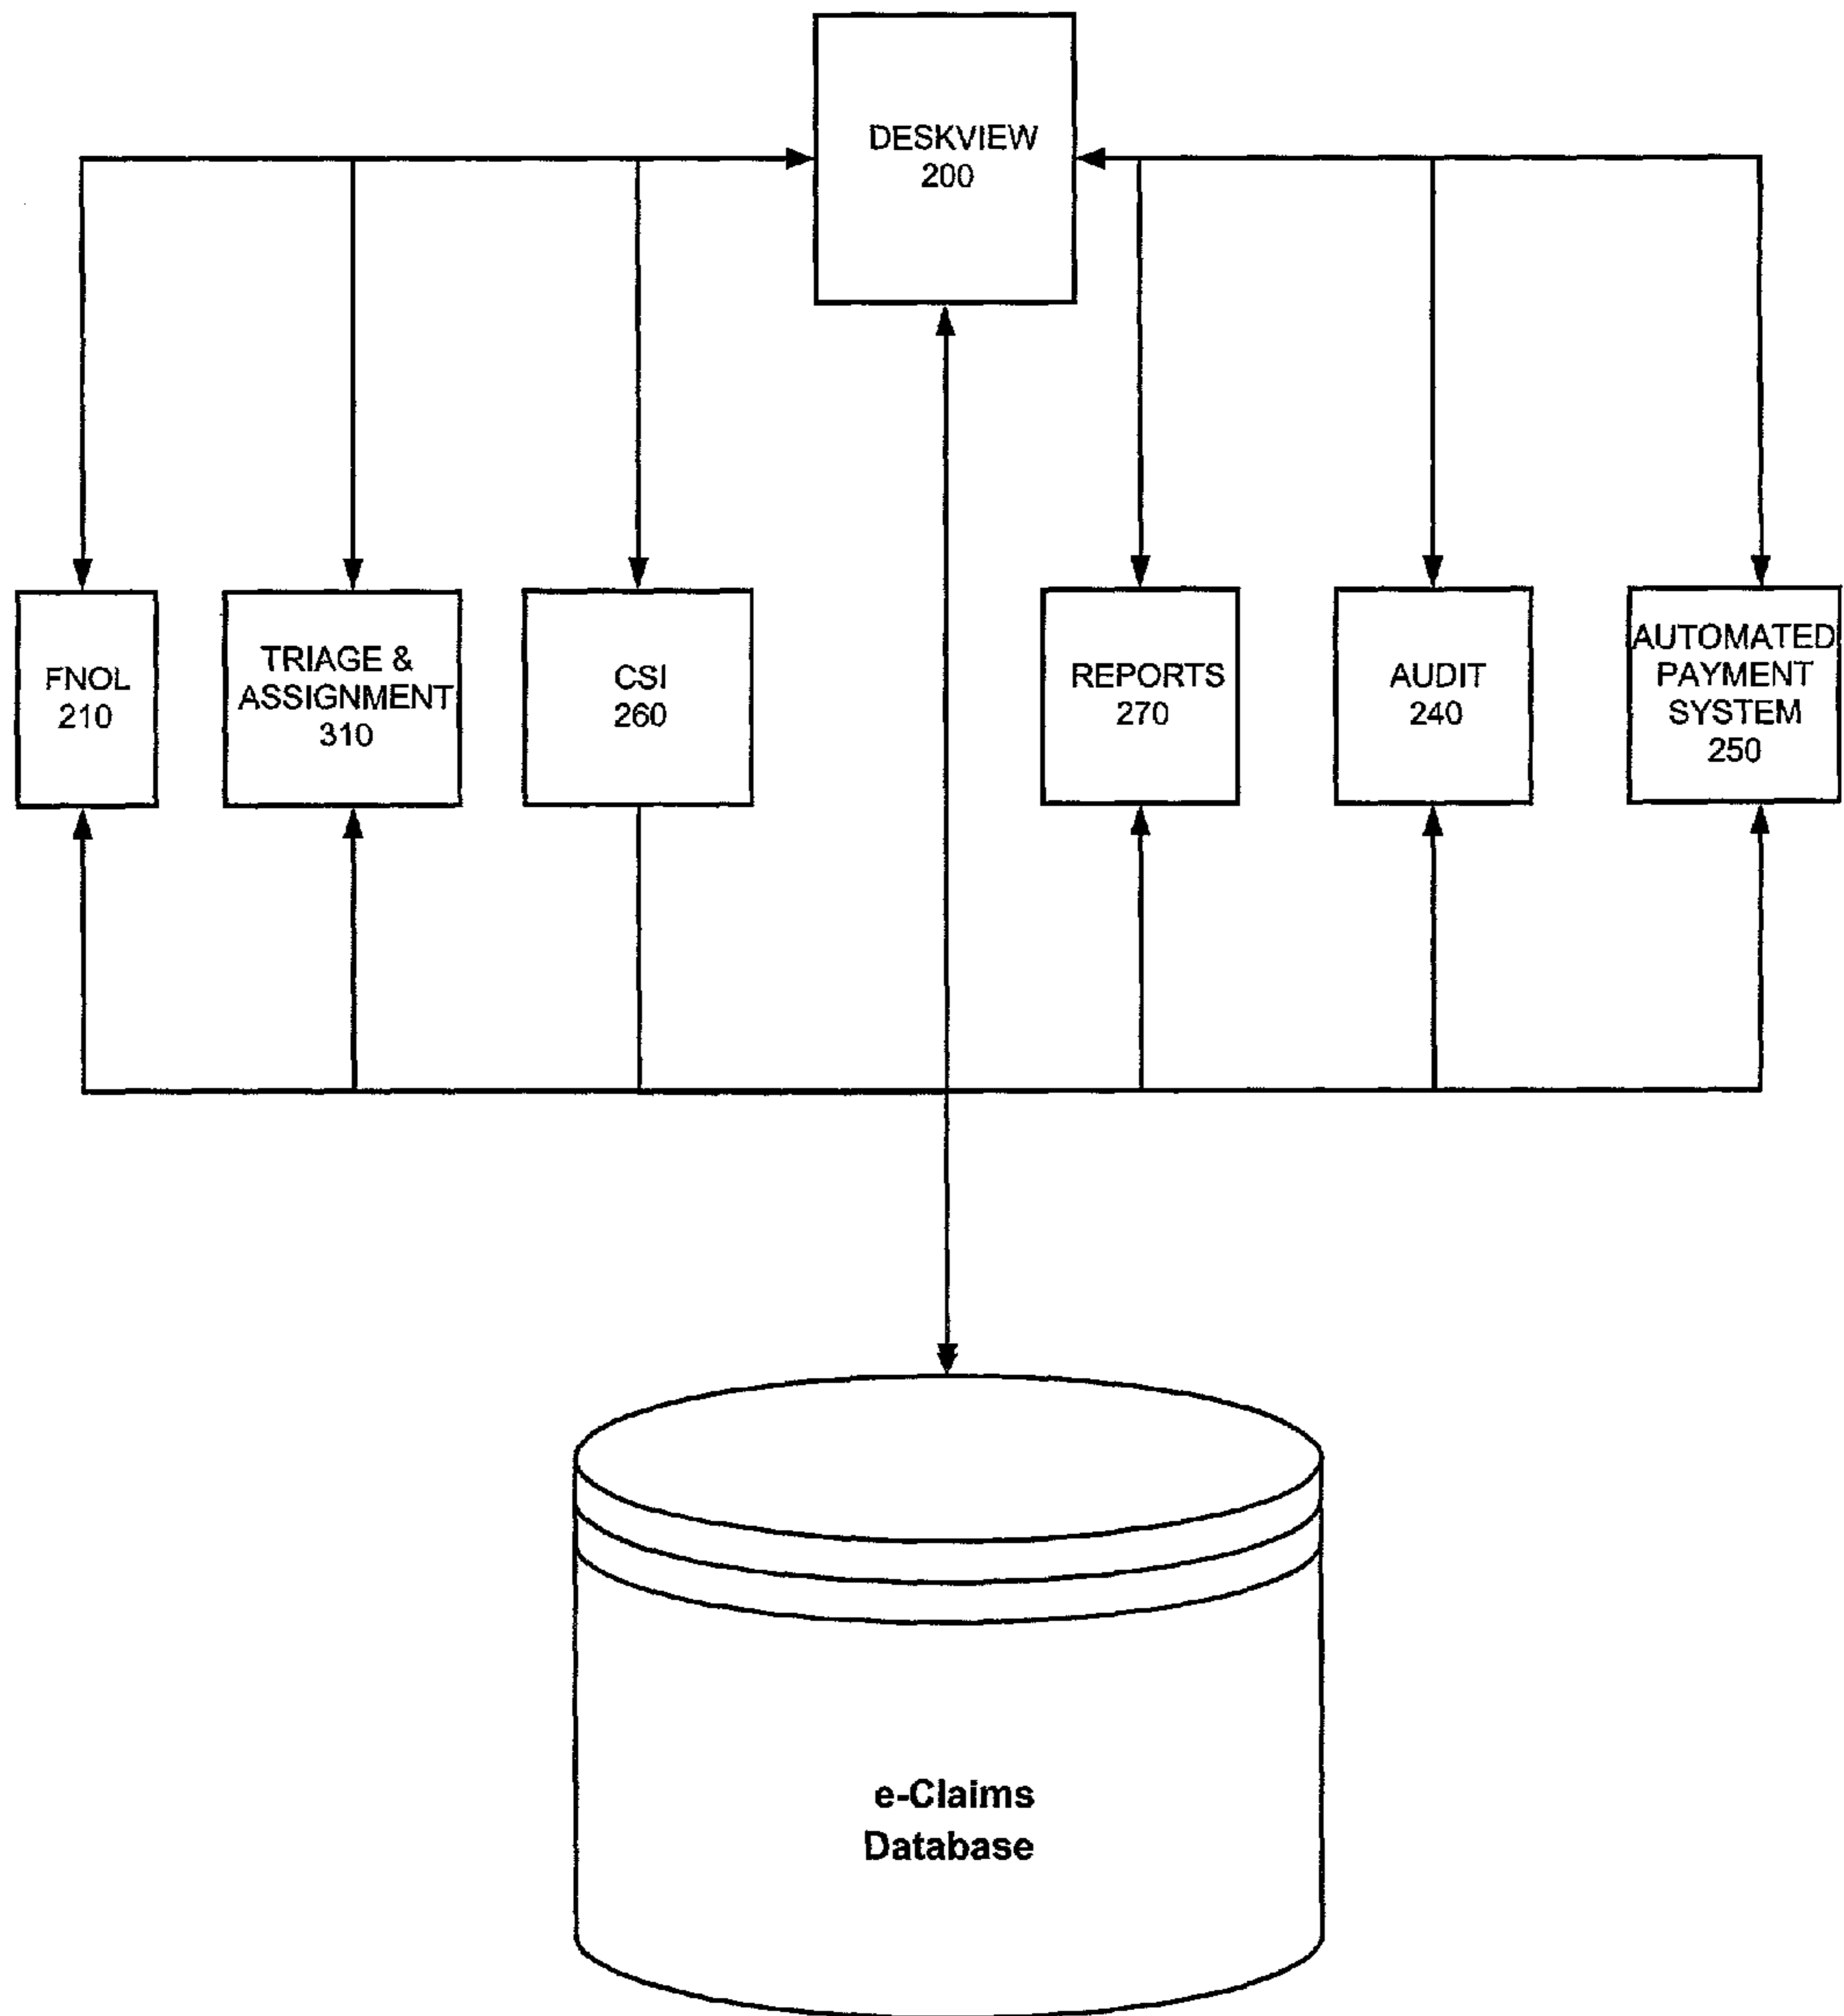 DESKVIEW
200
FNOL
210
TRIAGE &
ASSIGNMENT
310
CSI
260
REPORTS
270
AUDIT
240
AUTOMATED
PAYMENT
SYSTEM
250
e-Claims
Database